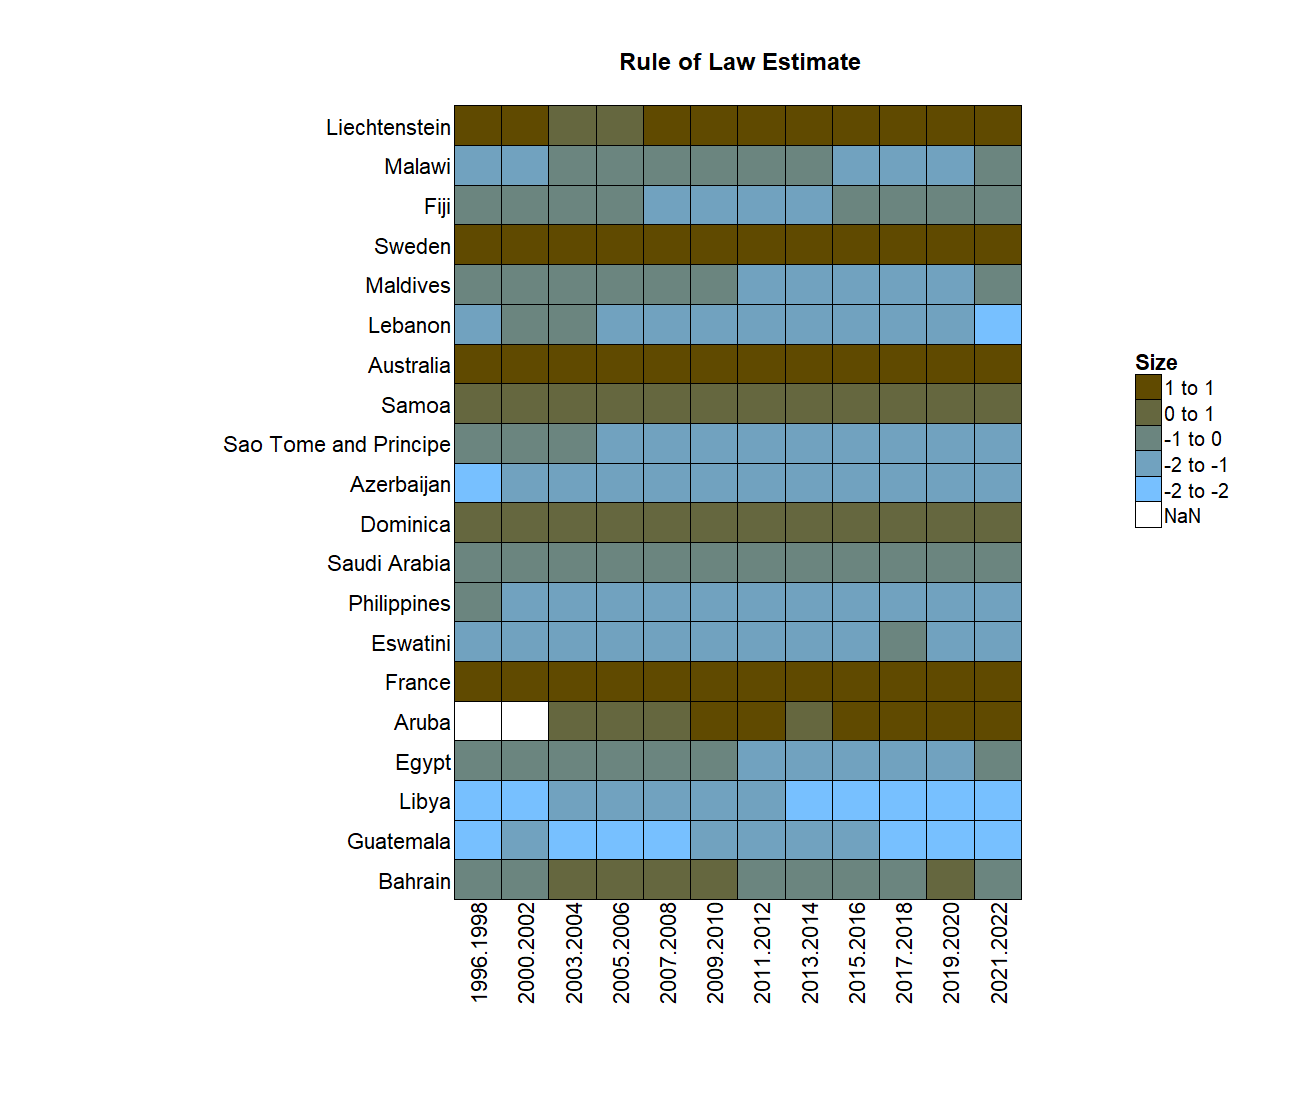 Rule of Law Estimate
Liechtenstein
Malawi
Fiji
Sweden
Maldives
Lebanon
Australia
Samoa
Sao Tome and Principe
Azerbaijan
Dominica
Saudi Arabia
Philippines
Eswatini
France
Aruba
Egypt
Libya
Guatemala
Bahrain
1996.1998
2000.2002
2003.2004
2005.2006
2007.2008
2009.2010
2011.2012
2013.2014
2015.2016
2017.2018
2019.2020
2021.2022
Size
1 to 1
0 to 1
-1 to 0
-2 to -1
-2 to -2
NaN